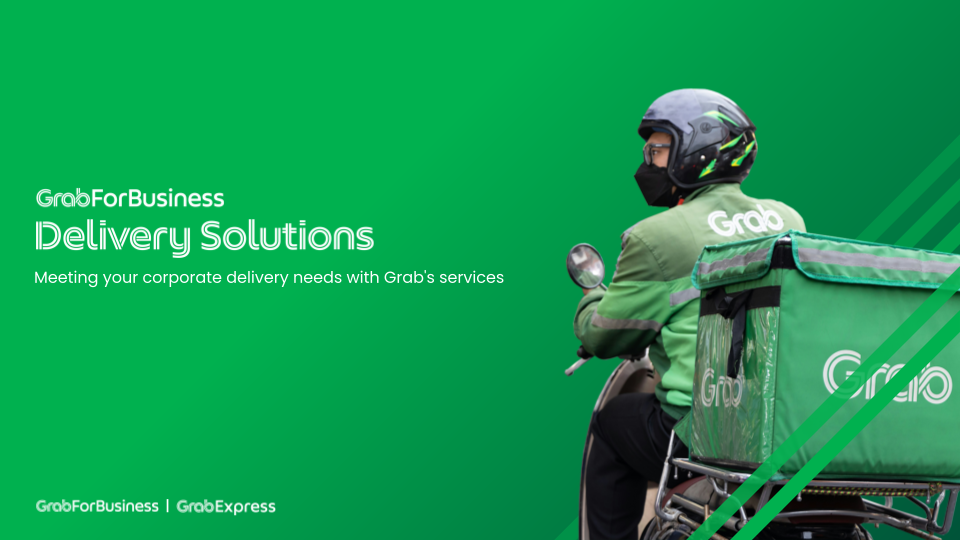 GrabForBusiness
Delivery Solutions
Meeting your corporate delivery needs with Grab's services
Grab
Grab
Grab
GrabForBusiness | GrabExpress